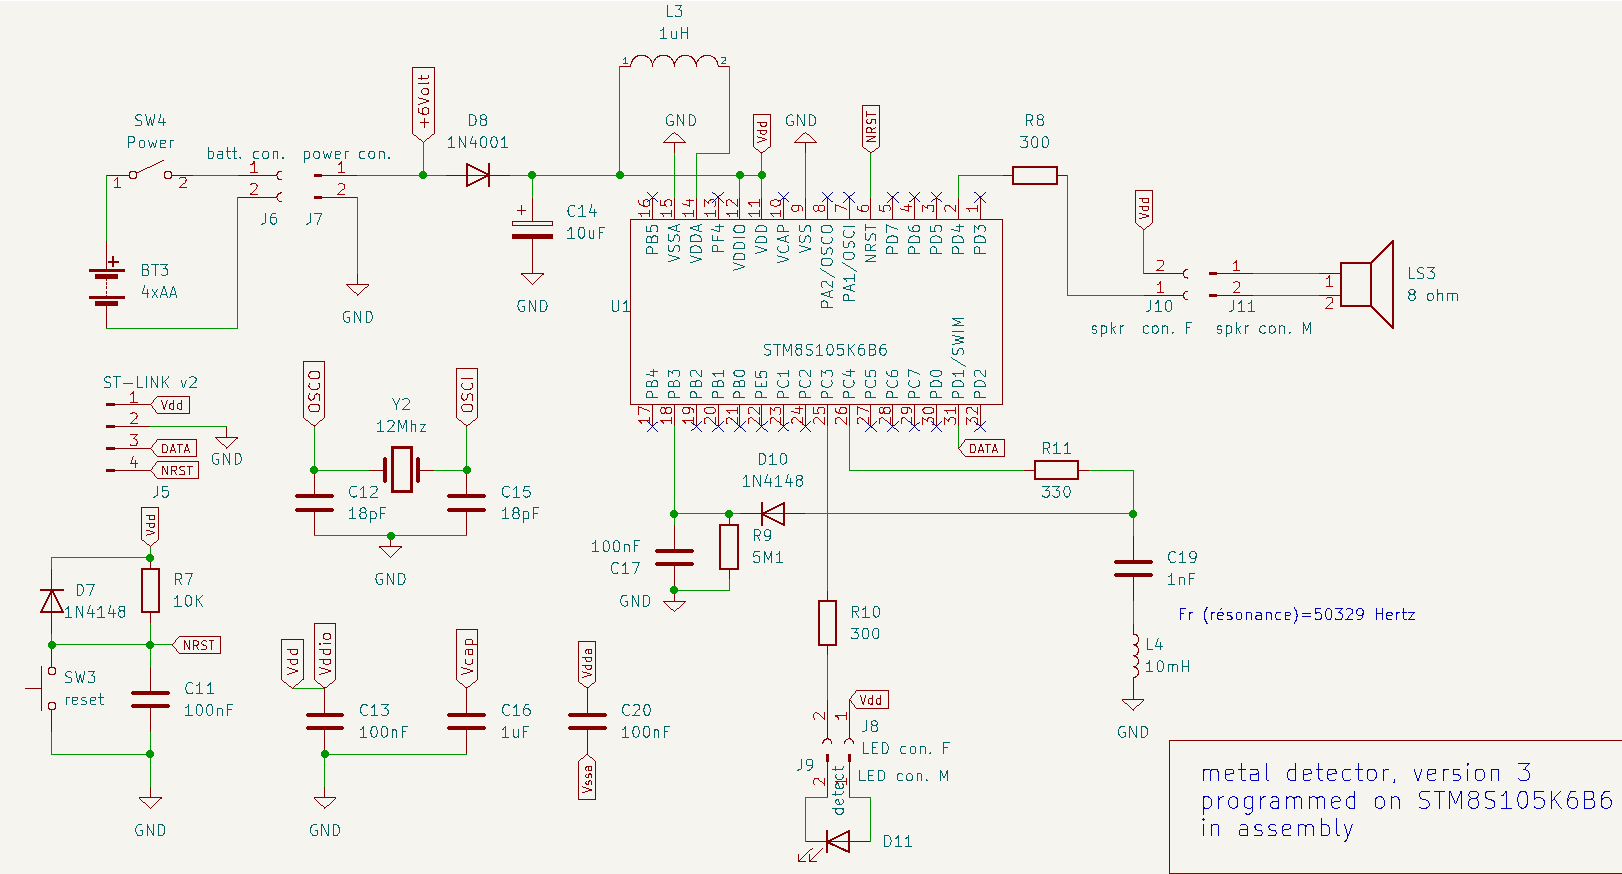 L3
1uH
1 2
+6Volt
SW4
Power
1 2
batt. con.
1
2
J6
power con.
1
2
J7
D8
1N4001
GND
Vdd
GND
NRST
R8
300
BT3
4xAA
+
GND
+
C14
10uF
GND
16 15 14 13 12 11 10 9 8 7 6 5 4 3 2 1
PB5 VSSA VDDA PF4 VDDIO VDD VCAP VSS PA2/OSCO PA1/OSCI NRST PD7 PD6 PD5 PD4 PD3
U1
STM8S105K6B6
PB4 PB3 PB2 PB1 PB0 PE5 PC1 PC2 PC3 PC4 PC5 PC6 PC7 PD0 PD1/SWIM PD2
17 18 19 20 21 22 23 24 25 26 27 28 29 30 31 32
DATA
Vdd
2
1
J10
spkr con. F
1
2
J11
spkr con. M
1
2
LS3
8 ohm
ST-LINK v2
1 Vdd
2
3 DATA
4 NRST
J5
GND
OSCO
OSCI
Y2
12Mhz
C12
18pF
C15
18pF
GND
D10
1N4148
R11
330
100nF
C17
R9
5M1
GND
C19
1nF
Fr (résonance)=50329 Hertz
L4
10mH
GND
Vdd
D7
1N4148
R7
10K
NRST
SW3
reset
C11
100nF
GND
Vdd
Vddio
C13
100nF
GND
Vcap
C16
1uF
Vdda
C20
100nF
Vssa
R10
300
Vdd
2 1
J8
LED con. F
J9
LED con. M
2 1
detect
D11
metal detector, version 3
programmed on STM8S105K6B6
in assembly